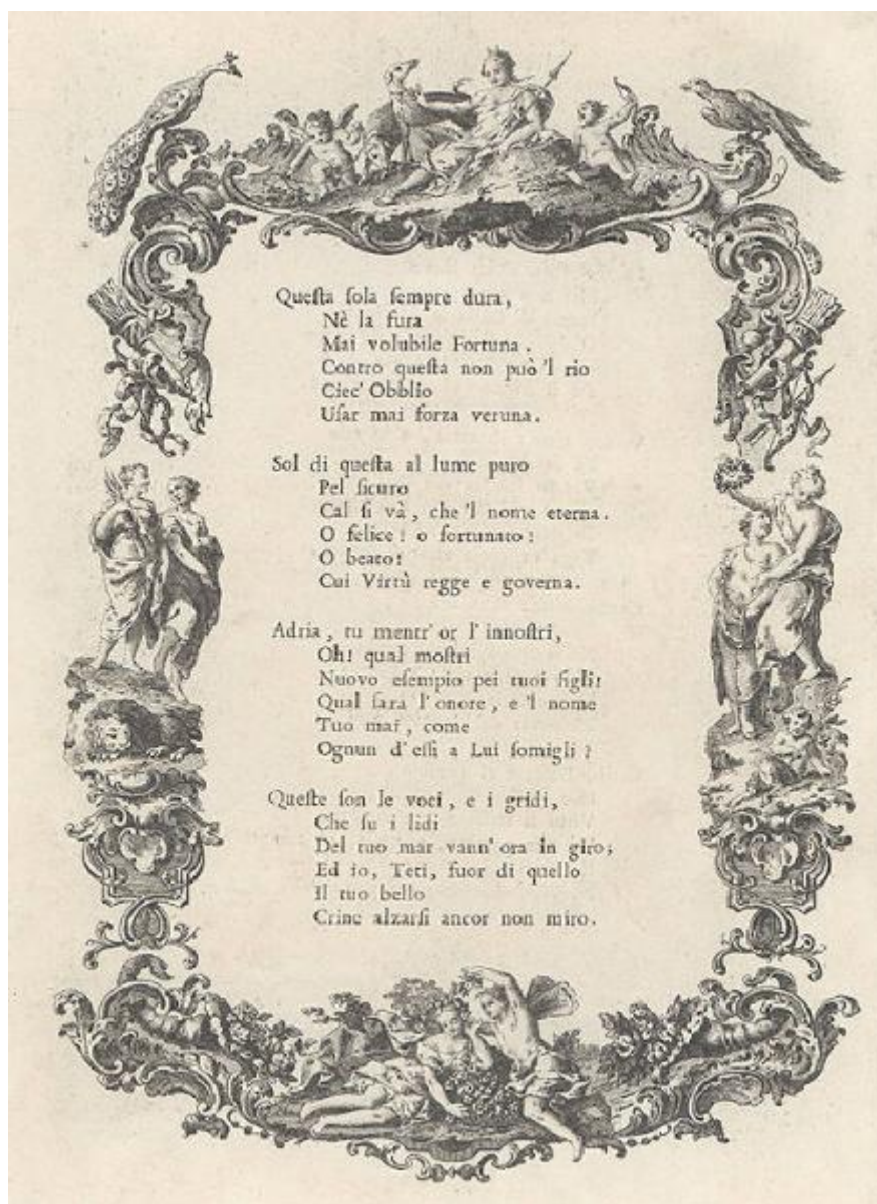 Queſta ſola ſempre dura,
Nè la fura
Mai volubile Fortuna.
Contro queſta non può 'l rio
Ciec' Obblio
Uſar mai forza veruna.
Sol di queſta al lume puro
Pel ſicuro
Cal ſi và, che 'l nome eterna.
O felice! o fortunato!
O beato!
Cui Virtù regge e governa.
Adria, tu mentr' or l' innoſtri,
Oh! qual moſtri
Nuovo eſempio pei tuoi figli!
Qual ſara l' onore, e 'l nome
Tuo mai, come
Ognun d' eſſi a Lui ſomigli?
Queſte ſon le voci, e i gridi,
Che ſu i lidi
Del tuo mar vann' ora in giro;
Ed io, Teti, fuor di quello
Il tuo bello
Crine alzarſi ancor non miro.